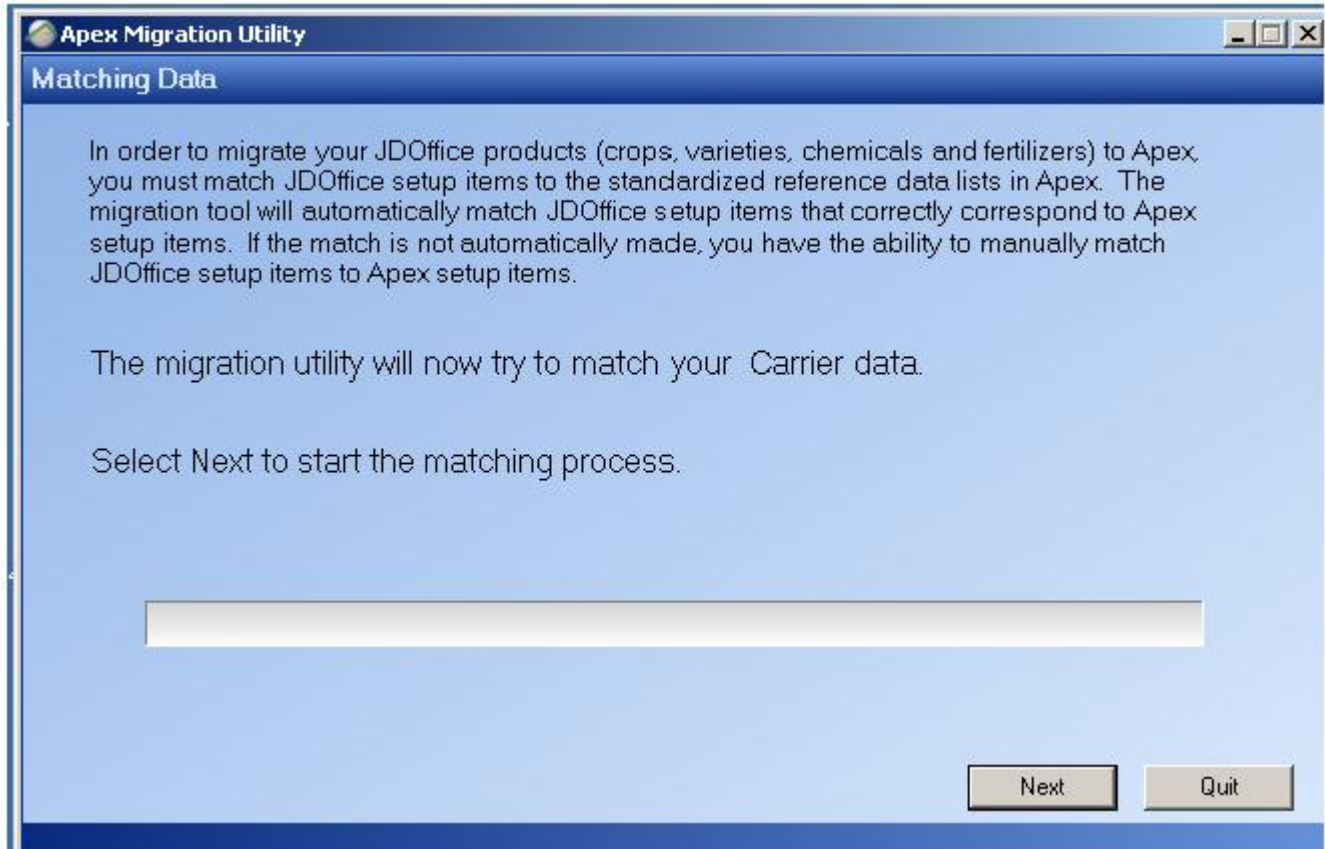 Apex Migration Utility
Matching Data
In order to migrate your JDOffice products (crops, varieties, chemicals and fertilizers) to Apex,
you must match JDOffice setup items to the standardized reference data lists in Apex. The
migration tool will automatically match JDOffice setup items that correctly correspond to Apex
setup items. If the match is not automatically made, you have the ability to manually match
JDOffice setup items to Apex setup items.
The migration utility will now try to match your Carrier data.
Select Next to start the matching process.
Next Quit